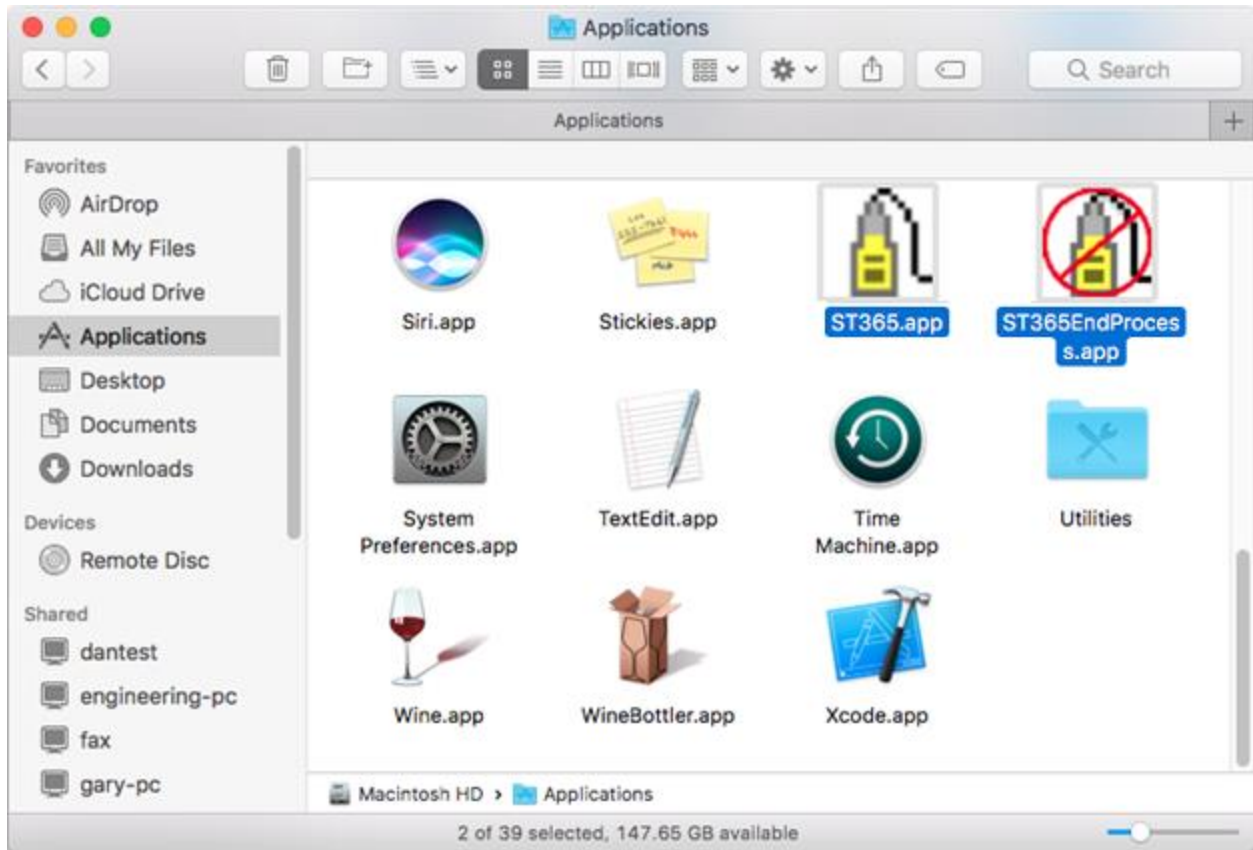 Applications
Search
Applications
Favorites
AirDrop
All My Files
iCloud Drive
Applications
Desktop
Documents
Downloads
Devices
Remote Disc
Shared
dantest
engineering-pc
fax
gary-pc
Siri.app
Stickies.app
ST365.app
ST365EndProces
s.app
System
Preferences.app
TextEdit.app
Time
Machine.app
Utilities
Wine.app
WineBottler.app
Xcode.app
Macintosh HD › Applications
2 of 39 selected, 147.65 GB available